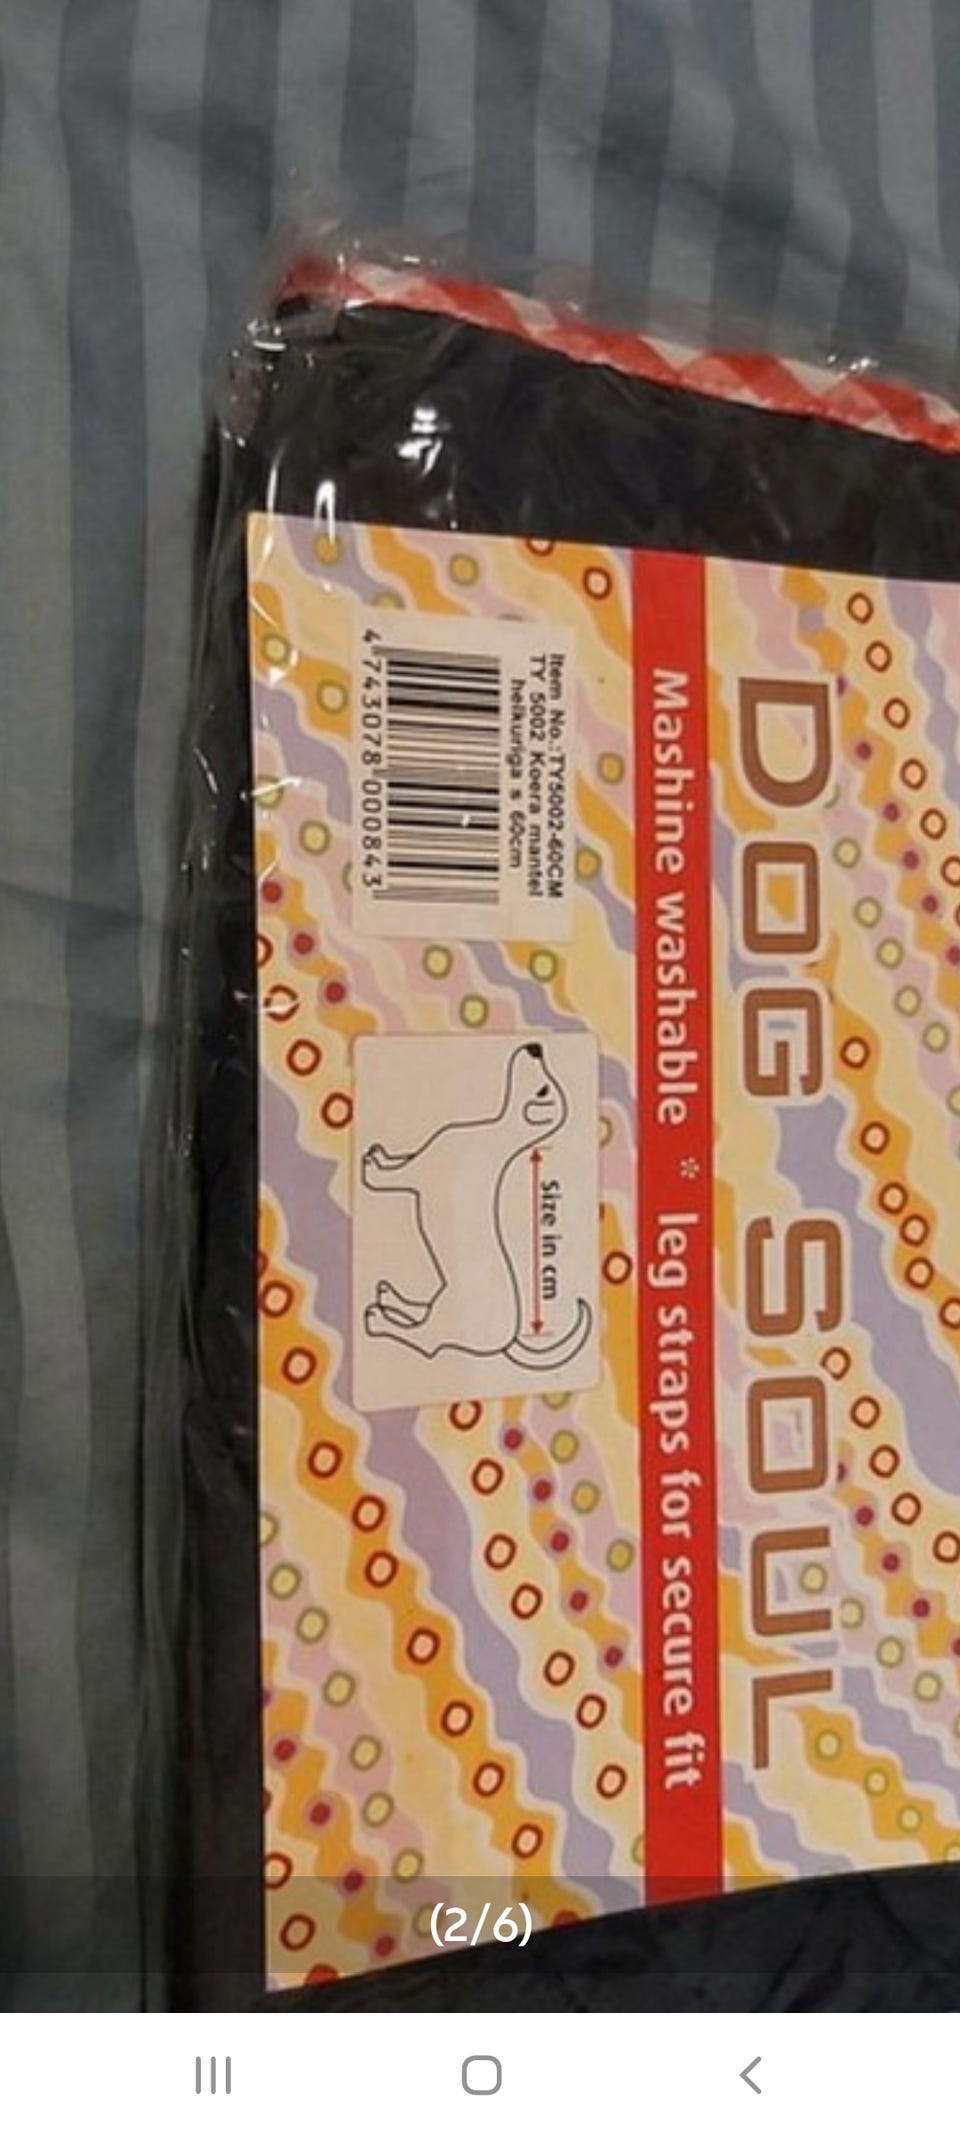 DOG SOUL
Mashine washable * leg straps for secure fit
Item No.:TY5002-60CM
TY 5002 Koera mantel
helkuriga s 60cm
4 743078 000843
Size in cm
(2/6)